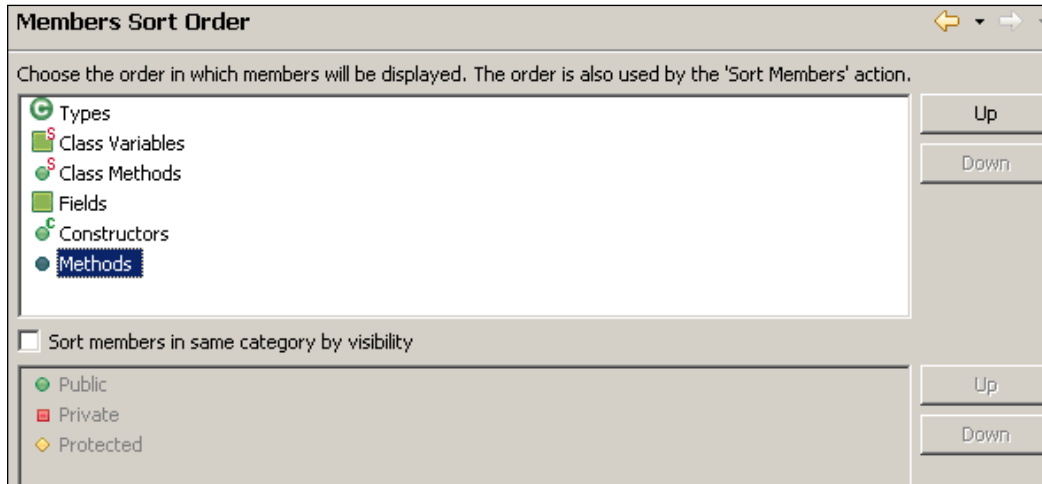 Members Sort Order
Choose the order in which members will be displayed. The order is also used by the 'Sort Members' action.
C Types
S Class Variables
S Class Methods
Fields
C Constructors
Methods
Up
Down
Sort members in same category by visibility
Public
Private
Protected
Up
Down